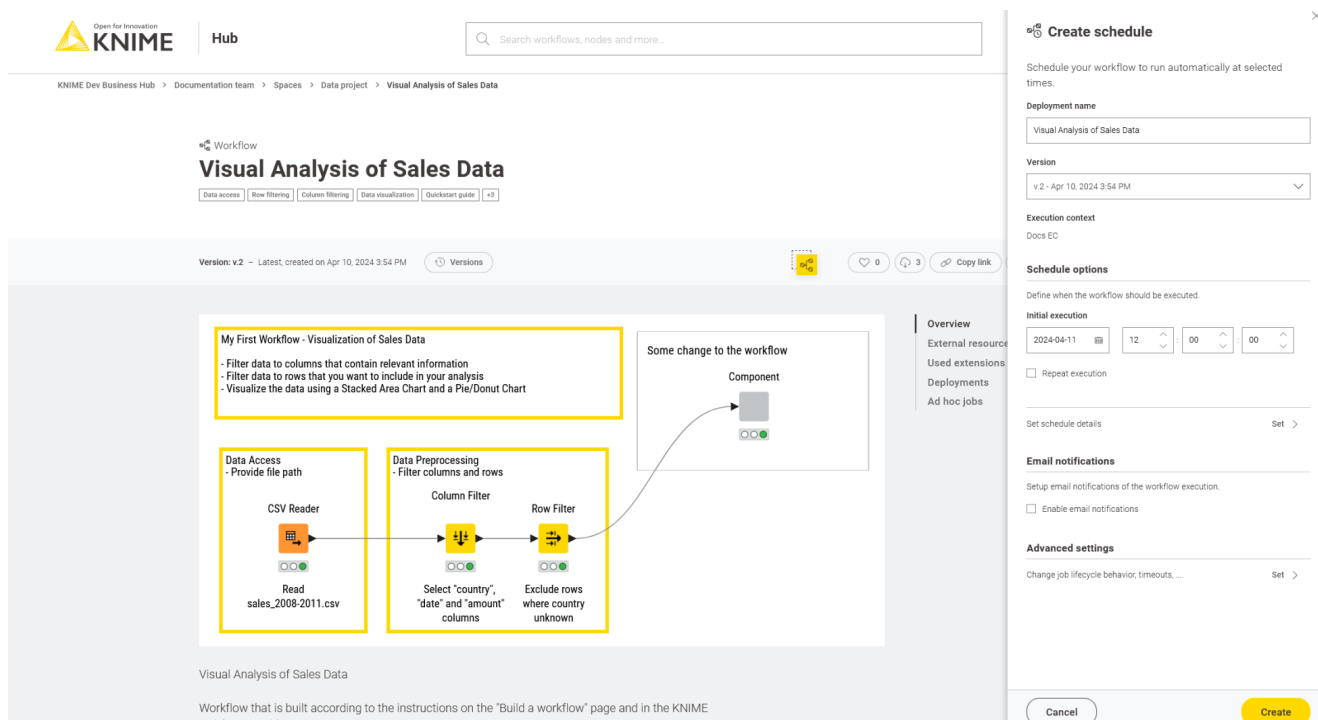 Open for Innovation
KNIME
Hub
Search workflows, nodes and more...
KNIME Dev Business Hub > Documentation team > Spaces > Data project > Visual Analysis of Sales Data
Workflow
Visual Analysis of Sales Data
Data access Row filtering Column filtering Data visualization Quickstart guide +3
Version: v.2 – Latest, created on Apr 10, 2024 3:54 PM
Versions
0
3
Copy link
My First Workflow - Visualization of Sales Data
- Filter data to columns that contain relevant information
- Filter data to rows that you want to include in your analysis
- Visualize the data using a Stacked Area Chart and a Pie/Donut Chart
Some change to the workflow
Component
Data Access
- Provide file path
CSV Reader
Read
sales_2008-2011.csv
Data Preprocessing
- Filter columns and rows
Column Filter
Select "country",
"date" and "amount"
columns
Row Filter
Exclude rows
where country
unknown
Overview
External resource
Used extensions
Deployments
Ad hoc jobs
Visual Analysis of Sales Data
Workflow that is built according to the instructions on the "Build a workflow" page and in the KNIME
Create schedule
Schedule your workflow to run automatically at selected
times.
Deployment name
Visual Analysis of Sales Data
Version
v.2 - Apr 10, 2024 3:54 PM
Execution context
Docs EC
Schedule options
Define when the workflow should be executed.
Initial execution
2024-04-11 12 : 00 : 00
Repeat execution
Set schedule details Set >
Email notifications
Setup email notifications of the workflow execution.
Enable email notifications
Advanced settings
Change job lifecycle behavior, timeouts, ... Set >
Cancel
Create